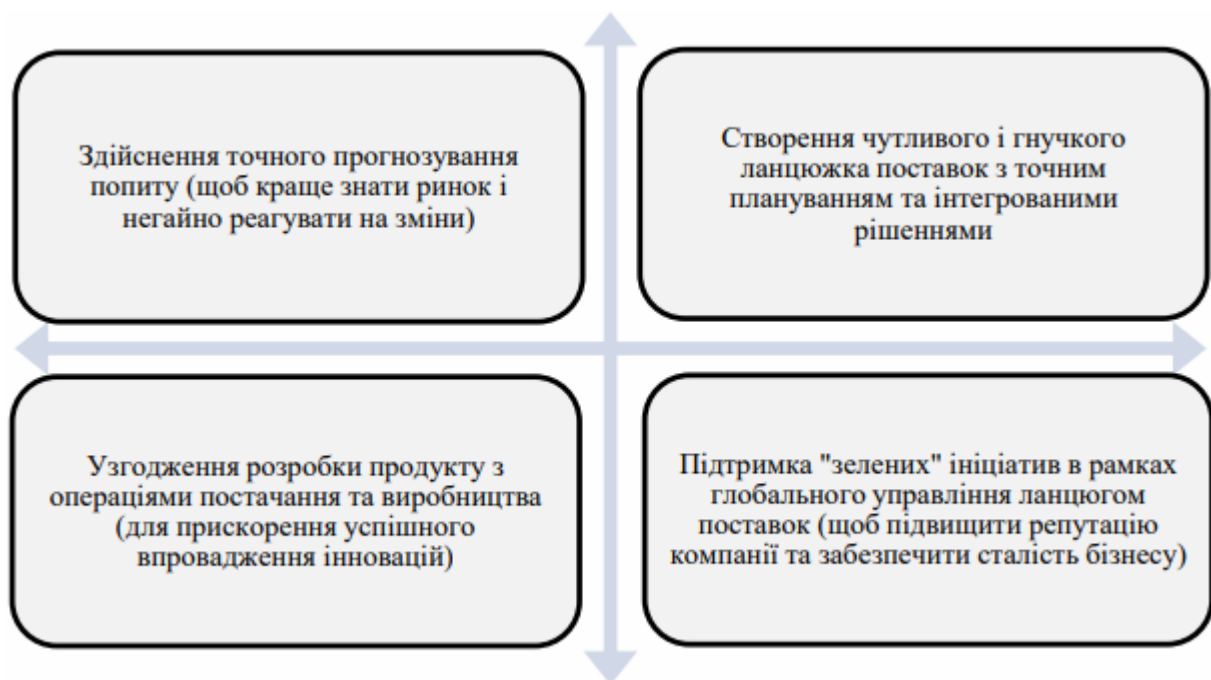 Здійснення точного прогнозування
попиту (щоб краще знати ринок і
негайно реагувати на зміни)
Створення чутливого і гнучкого
ланцюжка поставок з точним
плануванням та інтегрованими
рішеннями
Узгодження розробки продукту з
операціями постачання та виробництва
(для прискорення успішного
впровадження інновацій)
Підтримка "зелених" ініціатив в рамках
глобального управління ланцюгом
поставок (щоб підвищити репутацію
компанії та забезпечити сталість бізнесу)